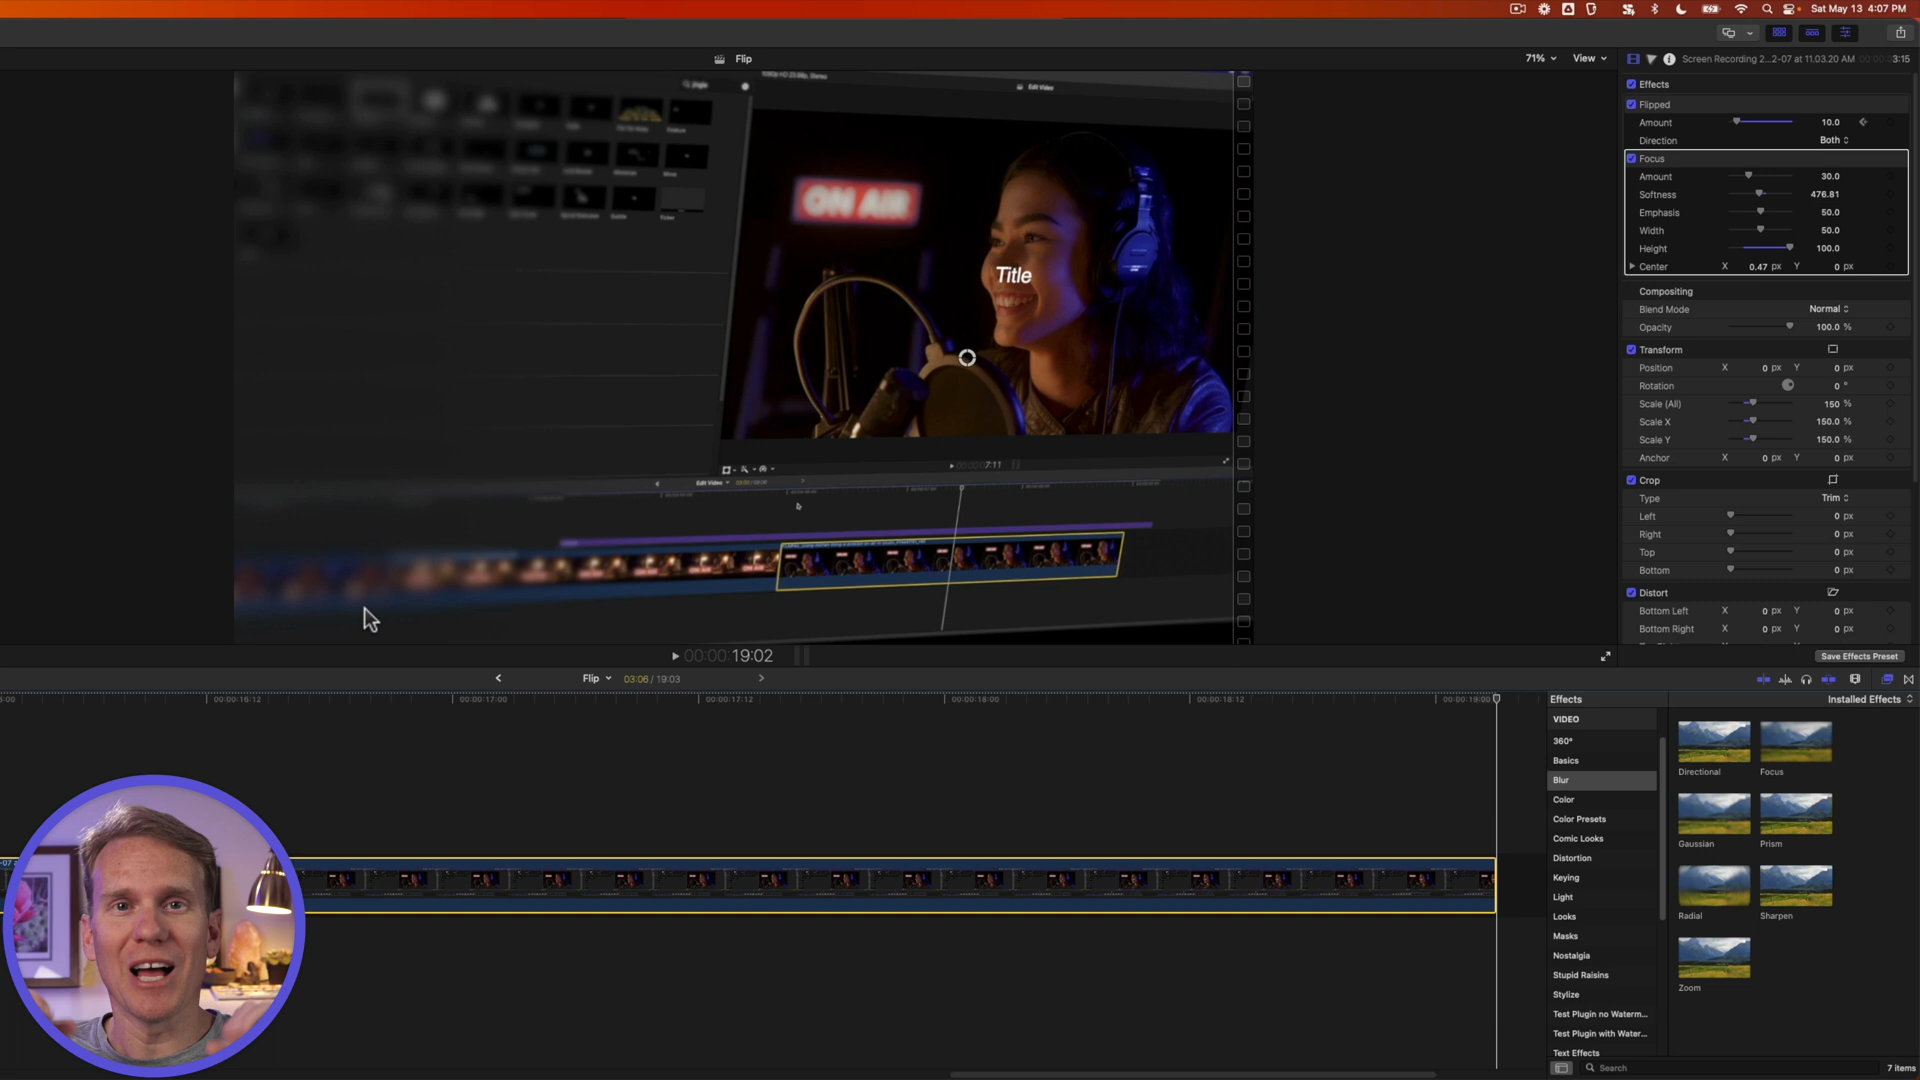 Sat May 13 4:07 PM
Flip
71%
View
Screen Recording 2...2-07 at 11.03.20 AM
3:15
Effects
Flipped
Amount 10.0
Direction Both
Focus
Amount 30.0
Softness 476.81
Emphasis 50.0
Width 50.0
Height 100.0
Center X 0.47 px Y 0 px
Compositing
Blend Mode Normal
Opacity 100.0 %
Transform
Position X 0 px Y 0 px
Rotation 0 °
Scale (All) 150 %
Scale X 150.0 %
Scale Y 150.0 %
Anchor X 0 px Y 0 px
Crop
Type Trim
Left 0 px
Right 0 px
Top 0 px
Bottom 0 px
Distort
Bottom Left X 0 px Y 0 px
Bottom Right X 0 px Y 0 px
Save Effects Preset
Edit Video
ON AIR
Title
7:11
Edit Video
00:00:00:19:02
Flip 03:06 / 19:03
00:00:16:12
00:00:17:00
00:00:17:12
00:00:18:00
00:00:18:12
00:00:19:00
Effects
Installed Effects
VIDEO
360°
Basics
Blur
Color
Color Presets
Comic Looks
Distortion
Keying
Light
Looks
Masks
Nostalgia
Stupid Raisins
Stylize
Test Plugin no Waterm...
Test Plugin with Water...
Text Effects
Directional
Focus
Gaussian
Prism
Radial
Sharpen
Zoom
Search
7 items